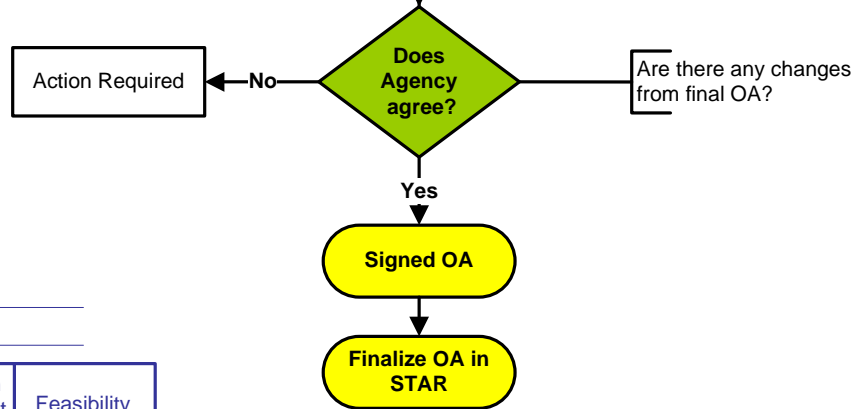 Does
Agency
agree?
Action Required
No
Are there any changes
from final OA?
Yes
Signed OA
Finalize OA in
STAR
Feasibility